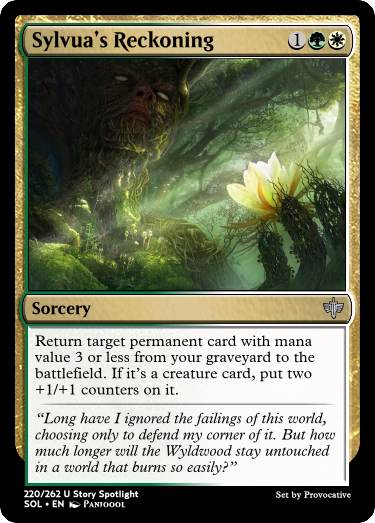 Sylvua's Reckoning 1
Sorcery
Return target permanent card with mana
value 3 or less from your graveyard to the
battlefield. If it's a creature card, put two
+1/+1 counters on it.
“Long have I ignored the failings of this world,
choosing only to defend my corner of it. But how
much longer will the Wyldwood stay untouched
in a world that burns so easily?”
220/262 U Story Spotlight
SOL • EN Pantoool
Set by Provocative